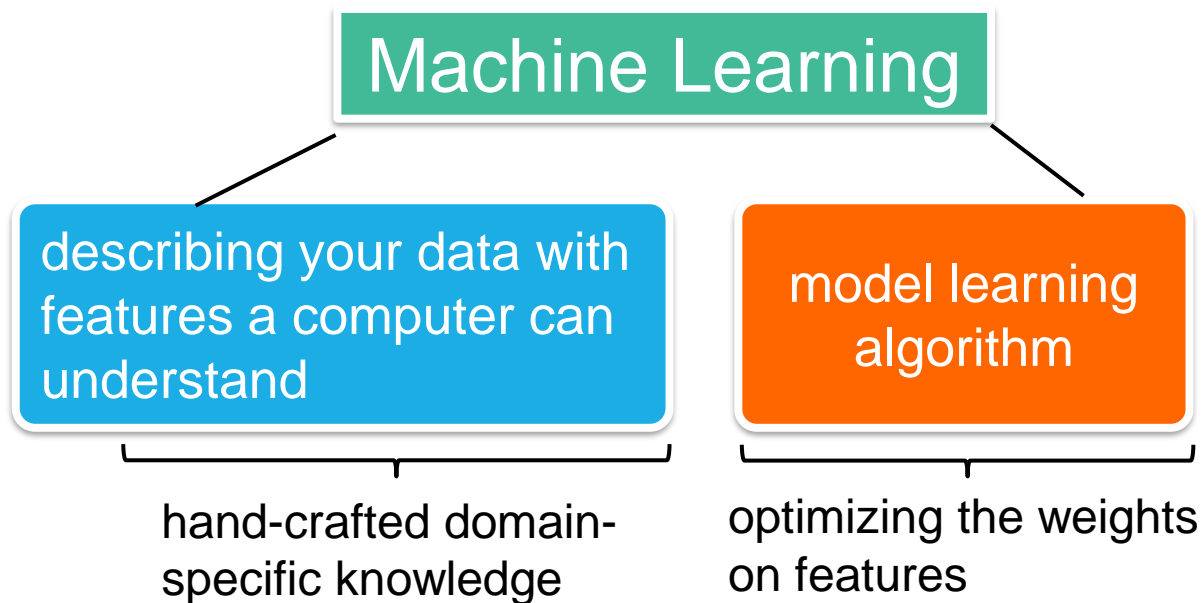 Machine Learning
describing your data with
features a computer can
understand
model learning
algorithm
hand-crafted domain-
specific knowledge
optimizing the weights
on features